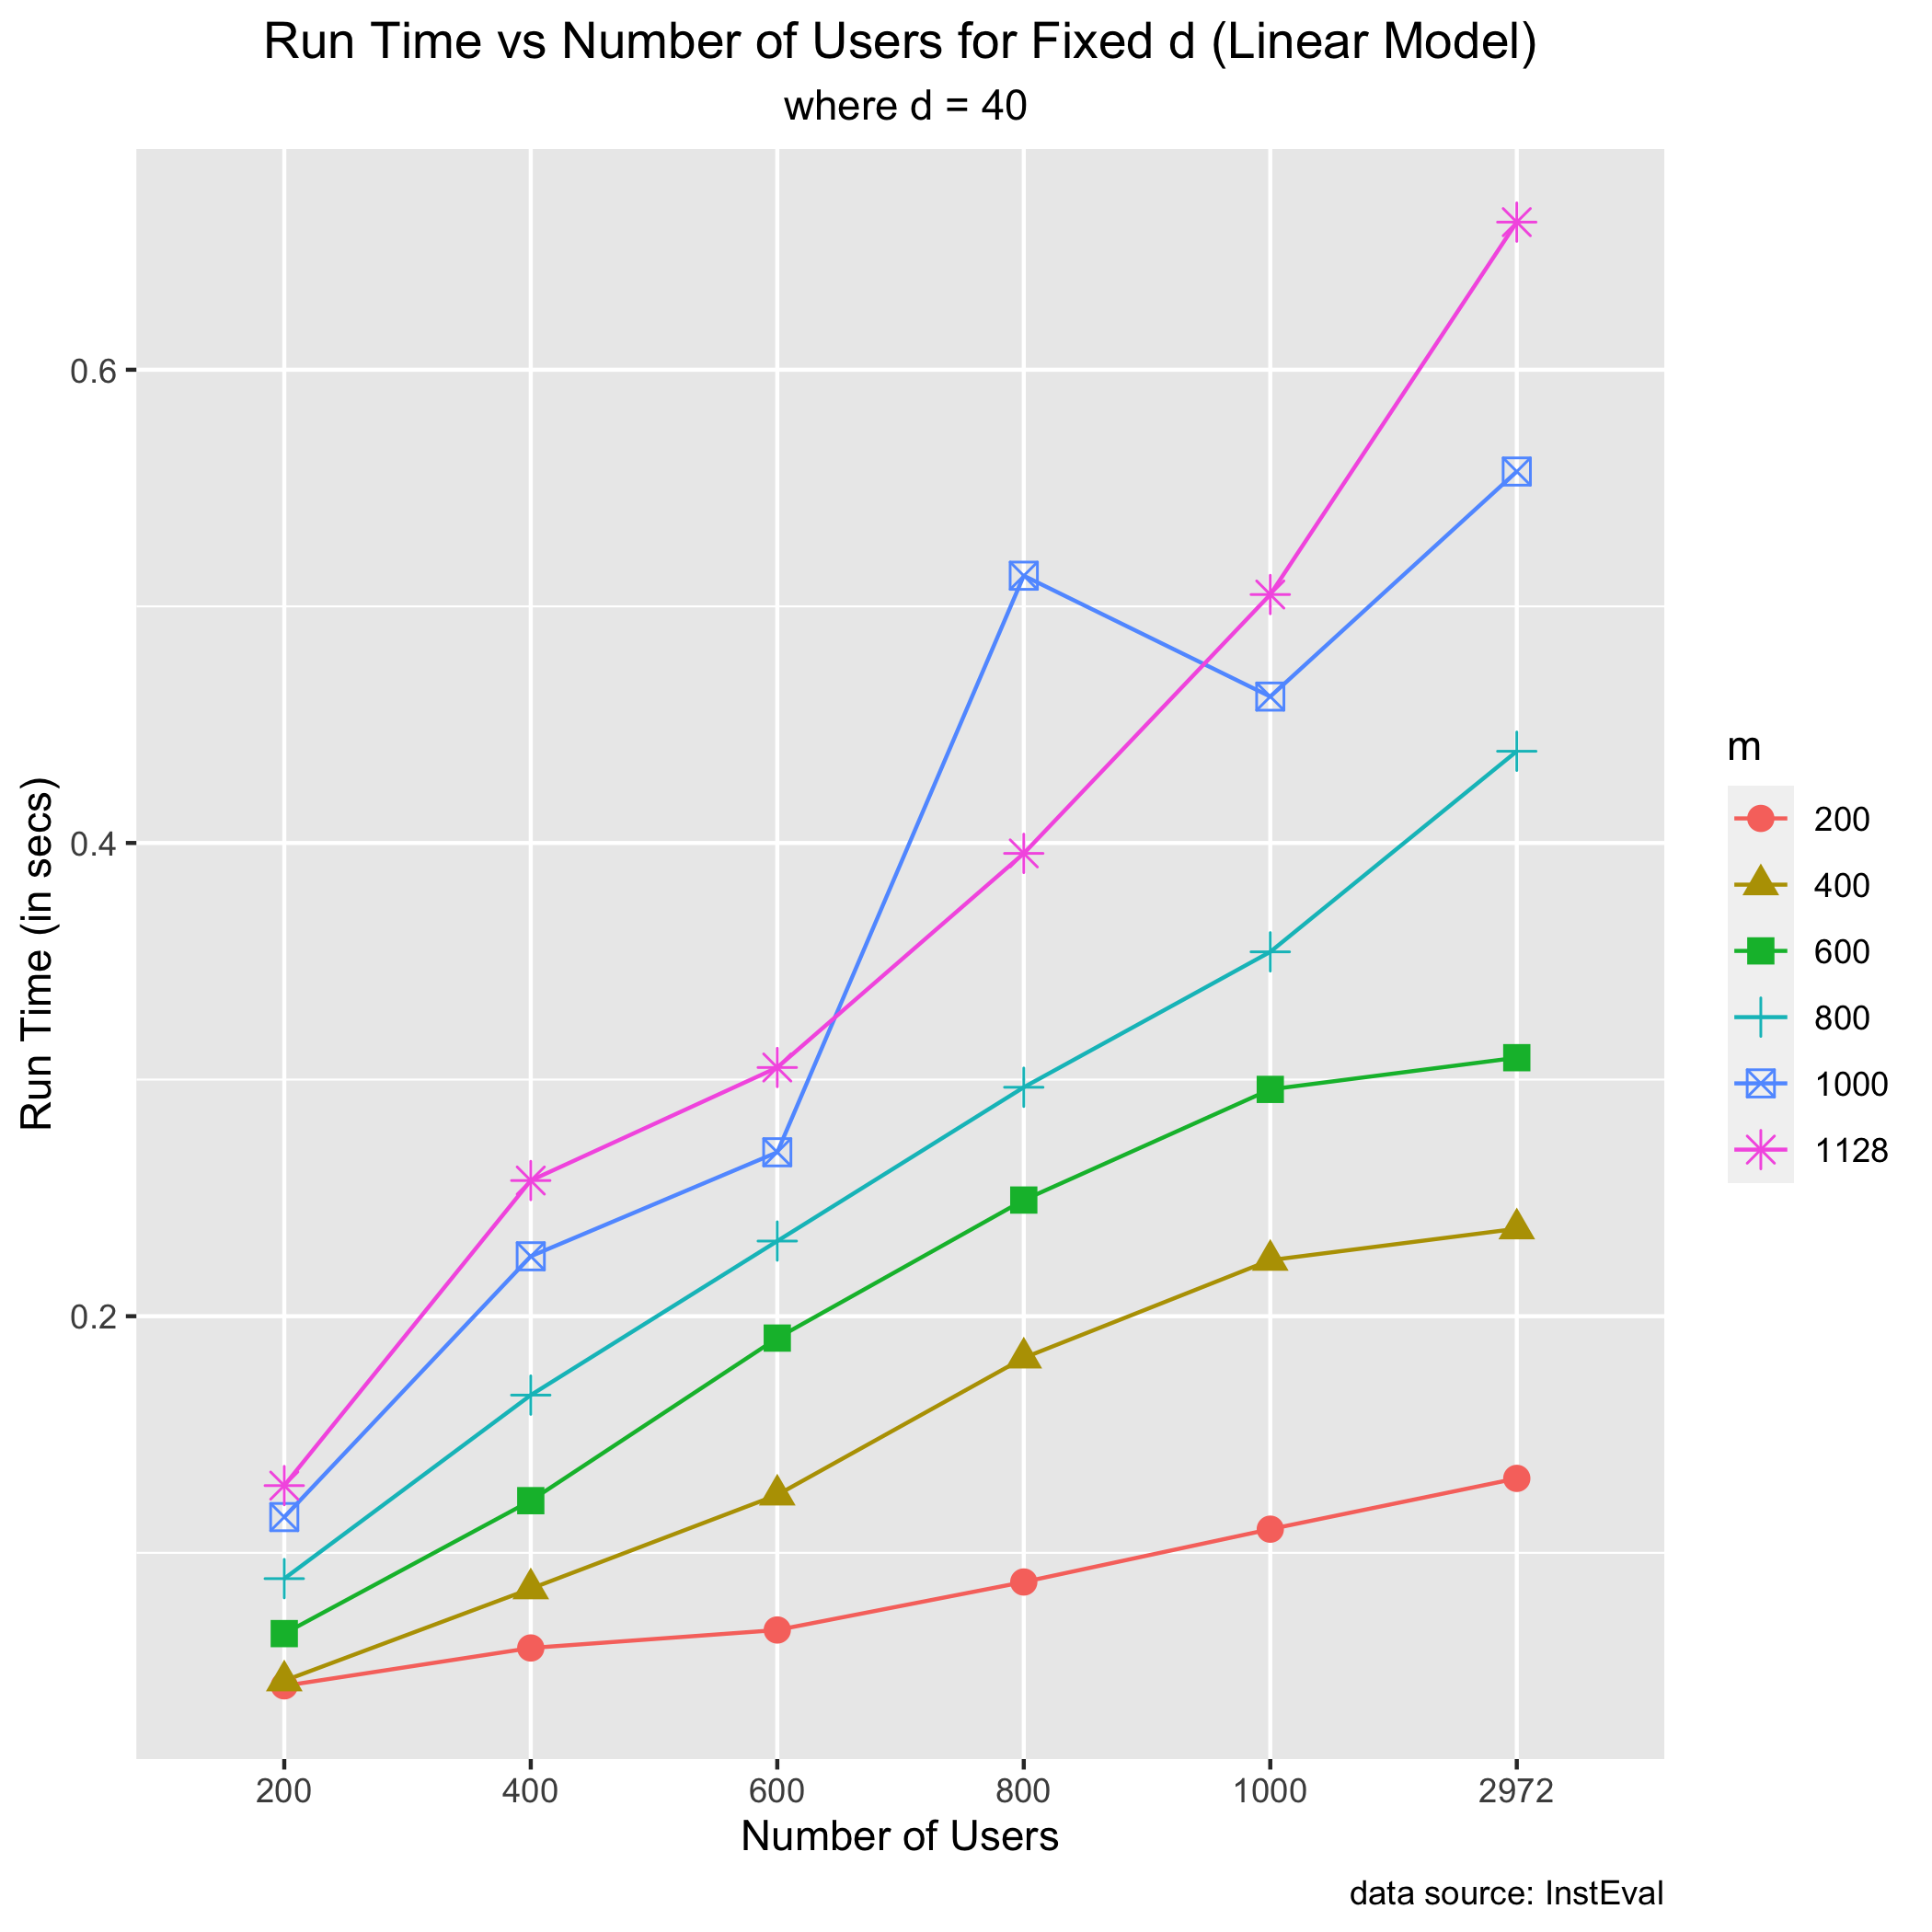 Run Time vs Number of Users for Fixed d (Linear Model)
where d = 40
Run Time (in secs)
0.6
0.4
0.2
200
400
600
800
1000
2972
Number of Users
m
200
400
600
800
1000
1128
data source: InstEval